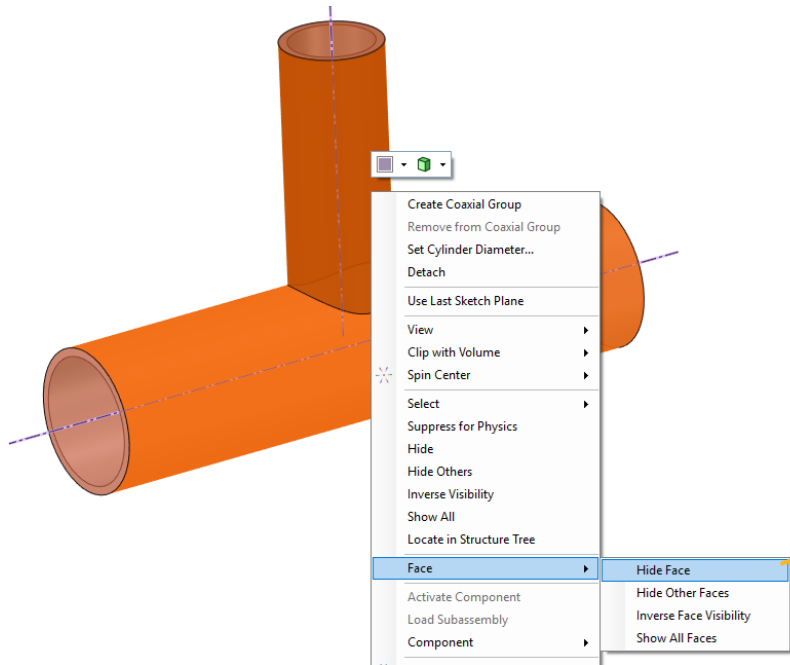 Create Coaxial Group
Remove from Coaxial Group
Set Cylinder Diameter...
Detach
Use Last Sketch Plane
View
Clip with Volume
Spin Center
Select
Suppress for Physics
Hide
Hide Others
Inverse Visibility
Show All
Locate in Structure Tree
Face
Hide Face
Hide Other Faces
Inverse Face Visibility
Show All Faces
Activate Component
Load Subassembly
Component